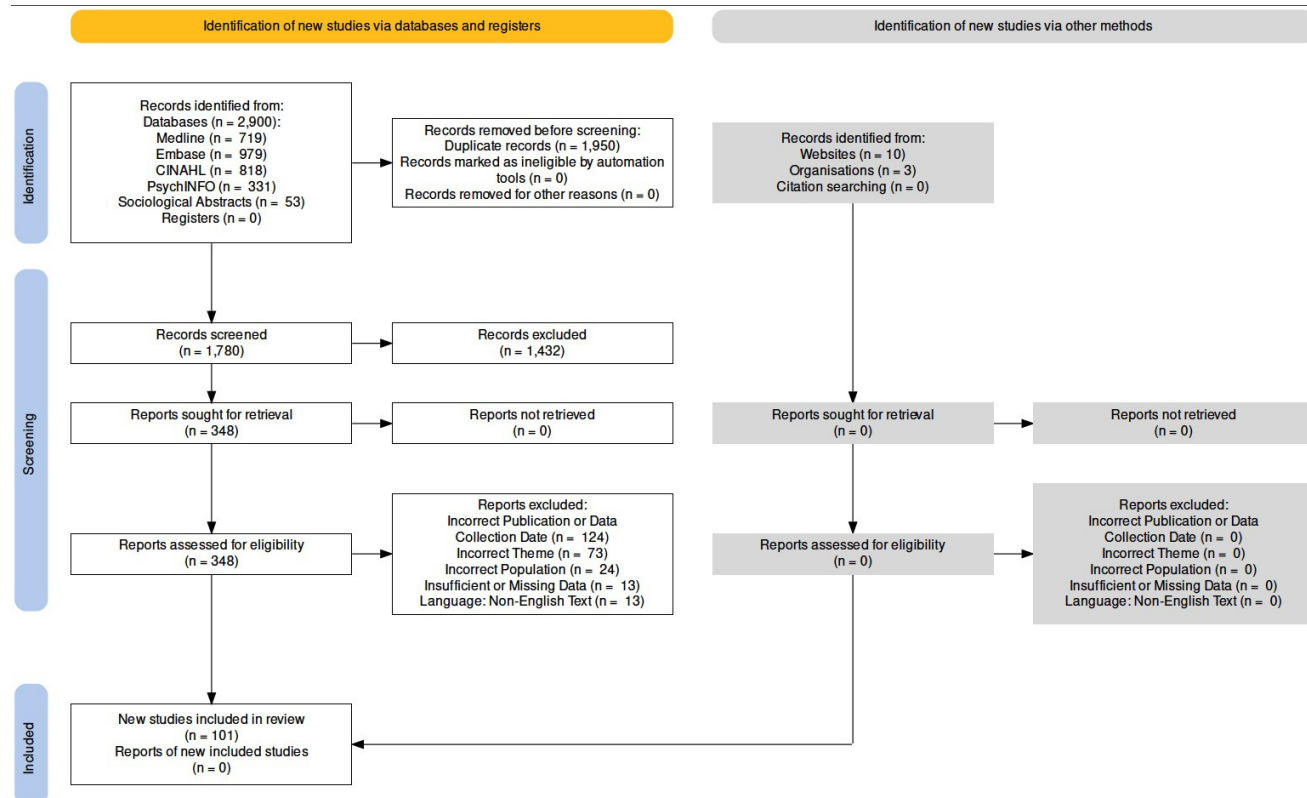 Identification of new studies via databases and registers
Identification of new studies via other methods
Identification
Records identified from:
Databases (n = 2,900):
Medline (n = 719)
Embase (n = 979)
CINAHL (n = 818)
PsychINFO (n = 331)
Sociological Abstracts (n = 53)
Registers (n = 0)
Records removed before screening:
Duplicate records (n = 1,950)
Records marked as ineligible by automation
tools (n = 0)
Records removed for other reasons (n = 0)
Records identified from:
Websites (n = 10)
Organisations (n = 3)
Citation searching (n = 0)
Screening
Records screened
(n = 1,780)
Records excluded
(n = 1,432)
Reports sought for retrieval
(n = 348)
Reports not retrieved
(n = 0)
Reports sought for retrieval
(n = 0)
Reports not retrieved
(n = 0)
Reports assessed for eligibility
(n = 348)
Reports excluded:
Incorrect Publication or Data
Collection Date (n = 124)
Incorrect Theme (n = 73)
Incorrect Population (n = 24)
Insufficient or Missing Data (n = 13)
Language: Non-English Text (n = 13)
Reports assessed for eligibility
(n = 0)
Reports excluded:
Incorrect Publication or Data
Collection Date (n = 0)
Incorrect Theme (n = 0)
Incorrect Population (n = 0)
Insufficient or Missing Data (n = 0)
Language: Non-English Text (n = 0)
Included
New studies included in review
(n = 101)
Reports of new included studies
(n = 0)